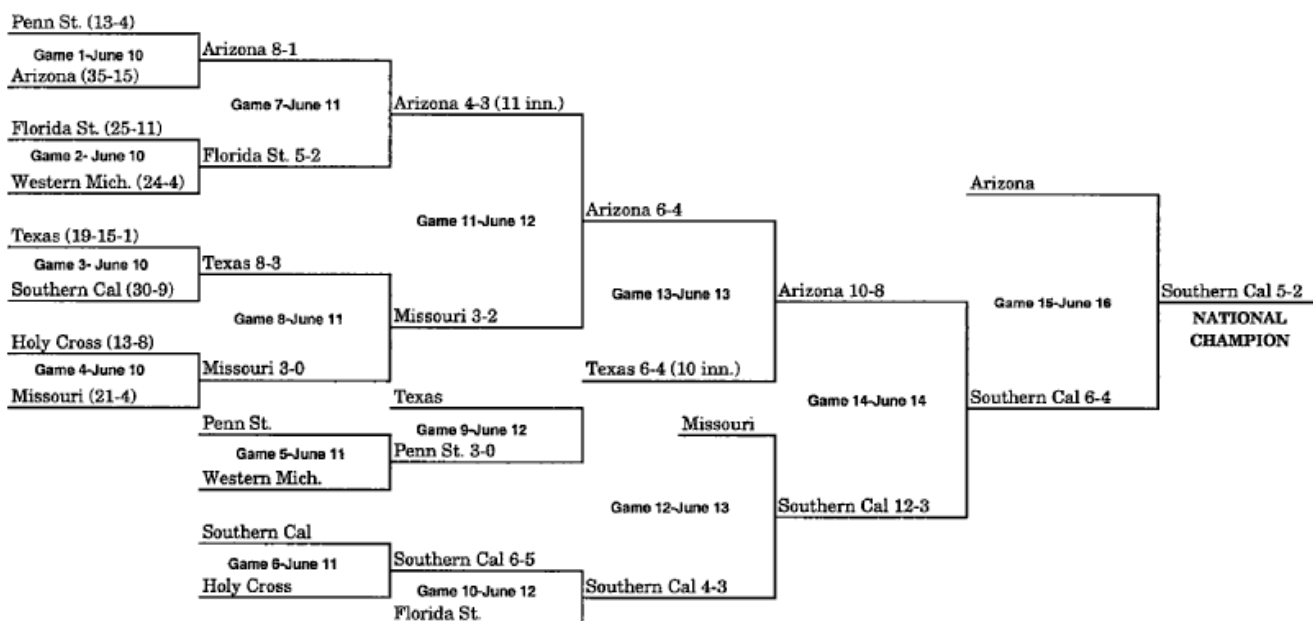 Penn St. (13-4)
Game 1-June 10
Arizona (35-15)
Arizona 8-1
Game 7-June 11
Florida St. (25-11)
Game 2- June 10
Western Mich. (24-4)
Florida St. 5-2
Arizona 4-3 (11 inn.)
Game 11-June 12
Texas (19-15-1)
Game 3- June 10
Southern Cal (30-9)
Texas 8-3
Game 8-June 11
Holy Cross (13-8)
Game 4-June 10
Missouri (21-4)
Missouri 3-0
Missouri 3-2
Arizona 6-4
Game 13-June 13
Texas 6-4 (10 inn.)
Arizona 10-8
Penn St.
Game 5-June 11
Western Mich.
Texas
Game 9-June 12
Penn St. 3-0
Southern Cal
Game 6-June 11
Holy Cross
Southern Cal 6-5
Game 10-June 12
Florida St.
Southern Cal 4-3
Missouri
Game 12-June 13
Southern Cal 12-3
Game 14-June 14
Arizona
Game 15-June 16
Southern Cal 6-4
Southern Cal 5-2
NATIONAL
CHAMPION